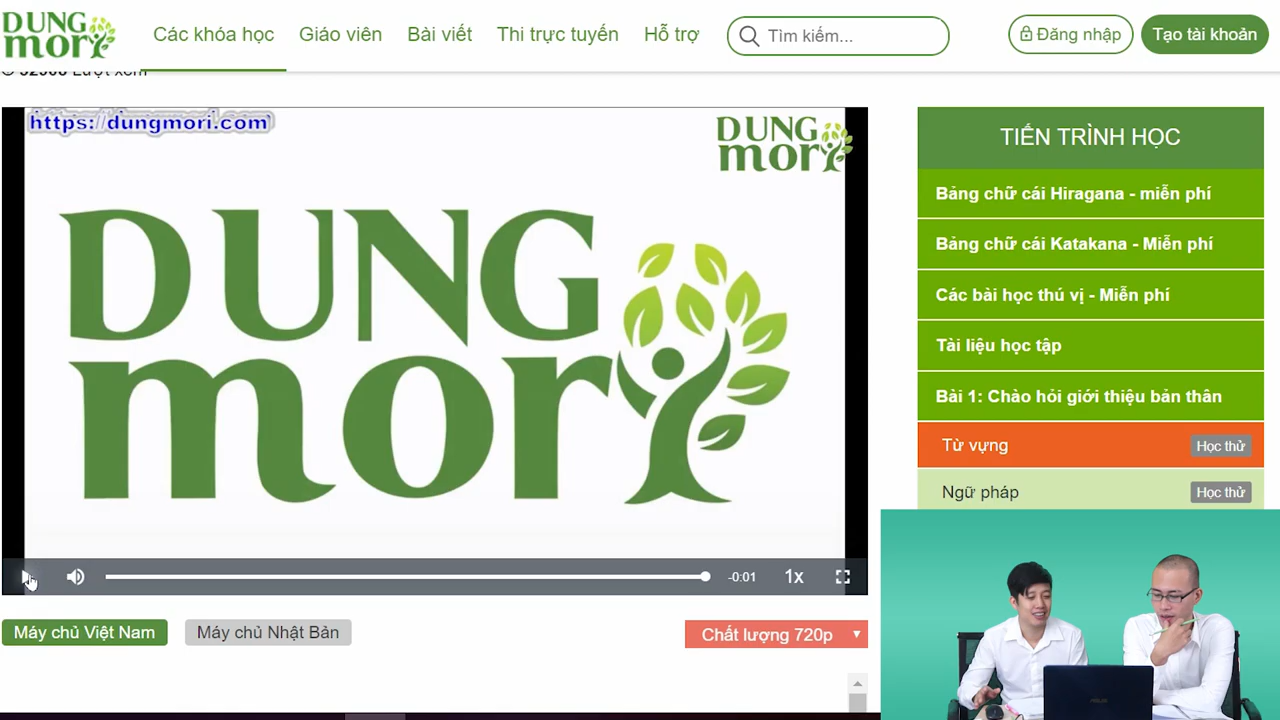 DUNG
mori
Các khóa học
Giáo viên
Bài viết
Thi trực tuyến
Hỗ trợ
Tìm kiếm...
Đăng nhập
Tạo tài khoản
Lượt xem
https://dungmori.com
DUNG
mori
DUNG
mori
-0:01
1x
Máy chủ Việt Nam
Máy chủ Nhật Bản
Chất lượng 720p
TIẾN TRÌNH HỌC
Bảng chữ cái Hiragana - miễn phí
Bảng chữ cái Katakana - Miễn phí
Các bài học thú vị - Miễn phí
Tài liệu học tập
Bài 1: Chào hỏi giới thiệu bản thân
Từ vựng
Học thử
Ngữ pháp
Học thử